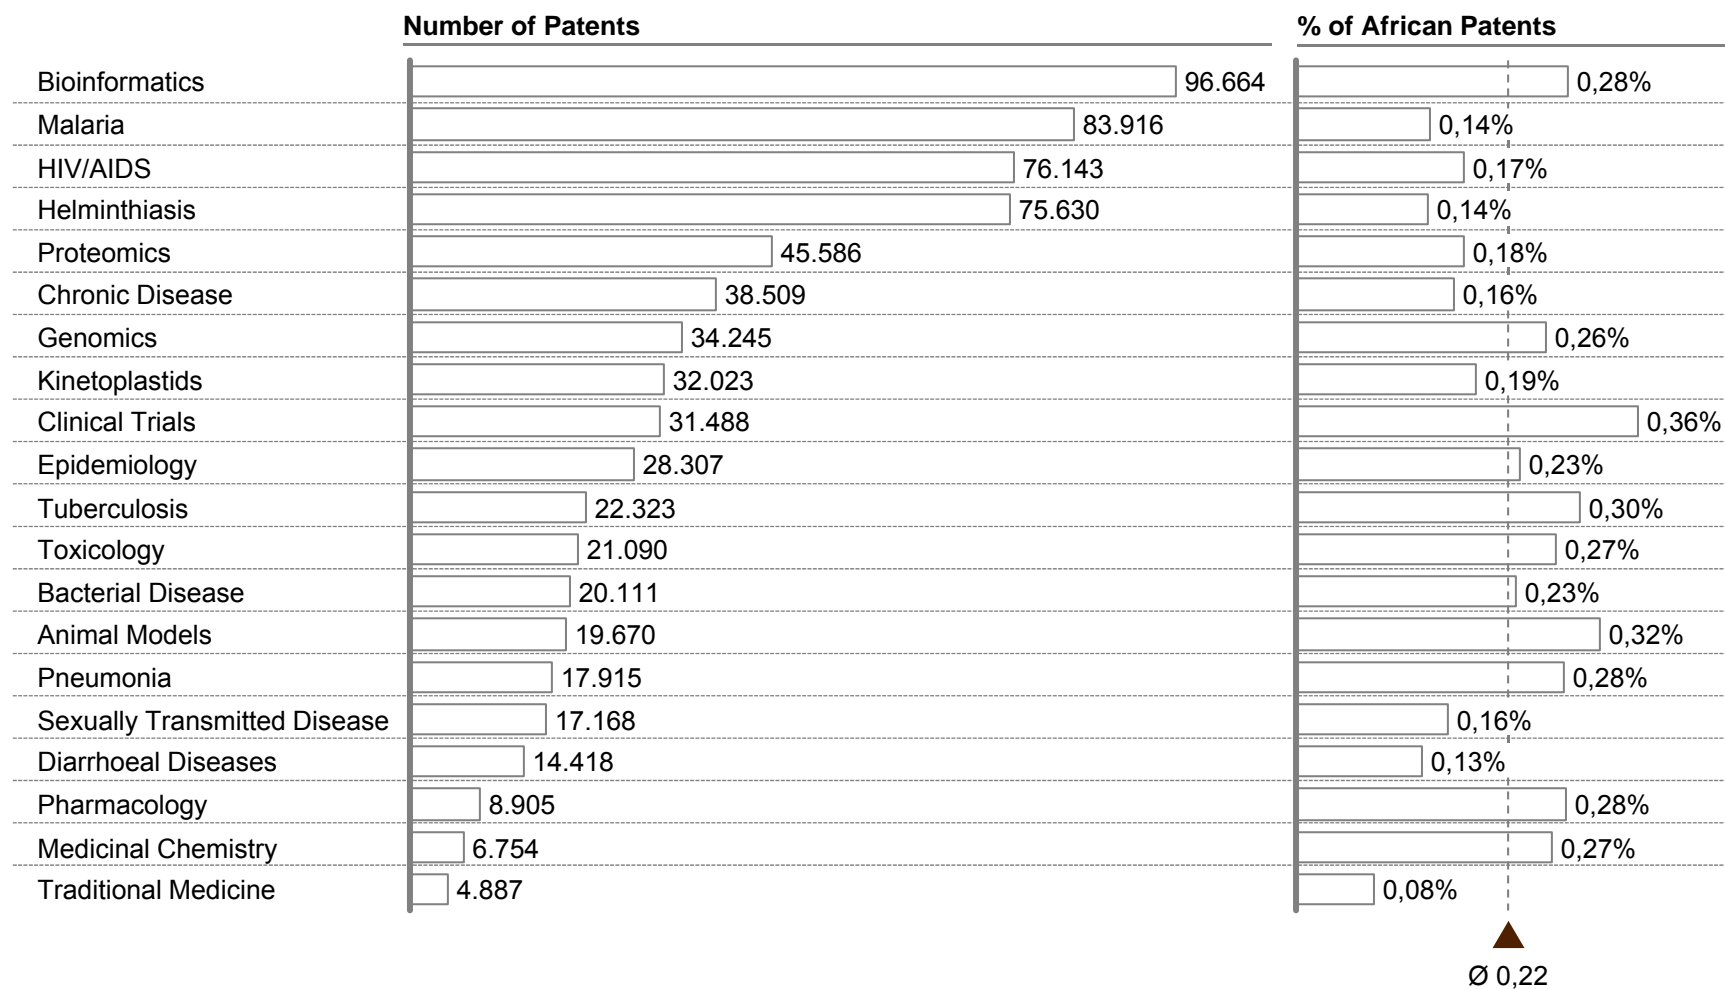 Number of Patents % of African Patents
Bioinformatics 96.664 0,28%
Malaria 83.916 0,14%
HIV/AIDS 76.143 0,17%
Helminthiasis 75.630 0,14%
Proteomics 45.586 0,18%
Chronic Disease 38.509 0,16%
Genomics 34.245 0,26%
Kinetoplastids 32.023 0,19%
Clinical Trials 31.488 0,36%
Epidemiology 28.307 0,23%
Tuberculosis 22.323 0,30%
Toxicology 21.090 0,27%
Bacterial Disease 20.111 0,23%
Animal Models 19.670 0,32%
Pneumonia 17.915 0,28%
Sexually Transmitted Disease 17.168 0,16%
Diarrhoeal Diseases 14.418 0,13%
Pharmacology 8.905 0,28%
Medicinal Chemistry 6.754 0,27%
Traditional Medicine 4.887 0,08%
Ø 0,22